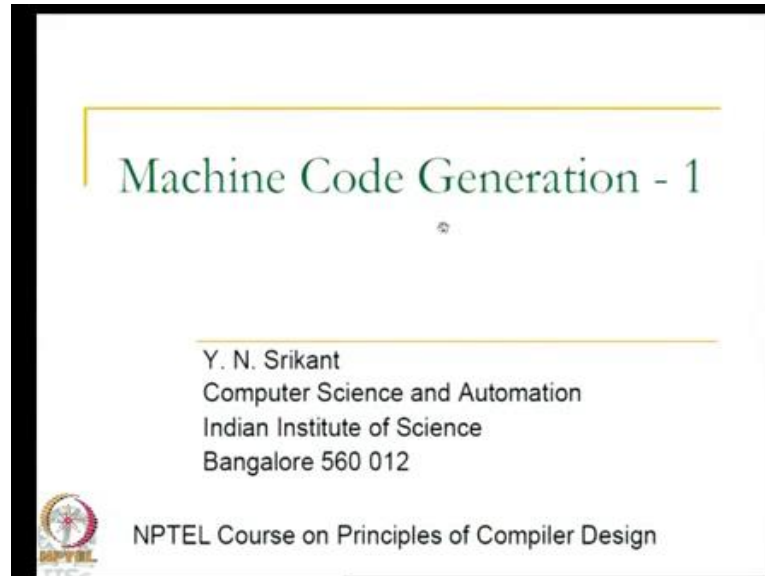 Machine Code Generation - 1
Y. N. Srikant
Computer Science and Automation
Indian Institute of Science
Bangalore 560 012
NPTEL Course on Principles of Compiler Design
NPTEL